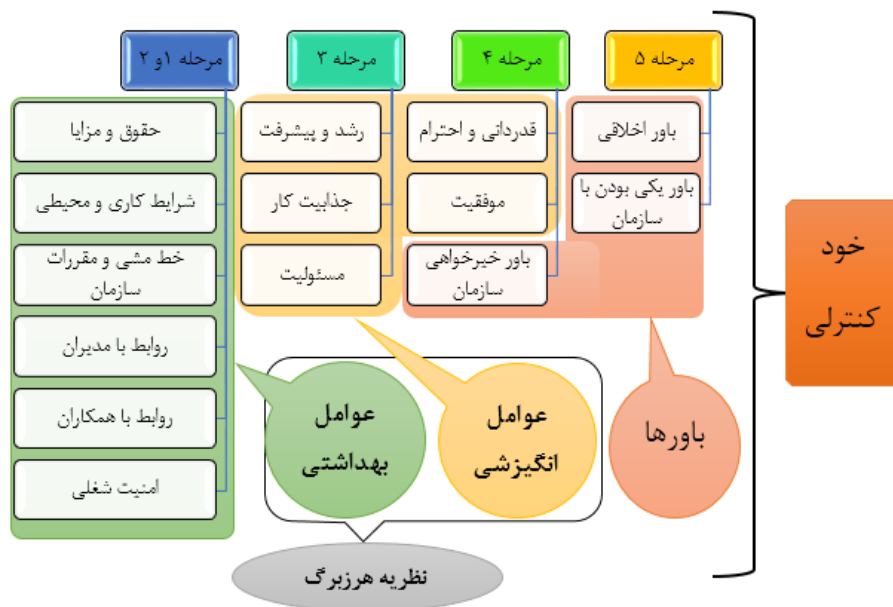 مرحله ۱و ۲
حقوق و مزایا
شرایط کاری و محیطی
خط مشی و مقررات
سازمان
روابط با مدیران
روابط با همکاران
امنیت شغلی
مرحله ۳
رشد و پیشرفت
جذابیت کار
مسئولیت
مرحله ۴
قدردانی و احترام
موفقیت
باور خیرخواهی
سازمان
مرحله ۵
باور اخلاقی
باور یکی بودن با
سازمان
خود
کنترلی
عوامل
بهداشتی
عوامل
انگیزشی
باورها
نظریه هرزبرگ